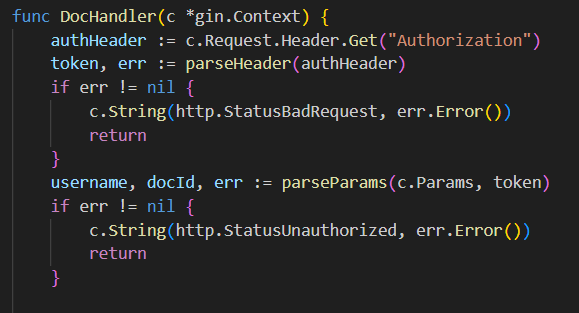 func DocHandler(c *gin.Context) {
    authHeader := c.Request.Header.Get("Authorization")
    token, err := parseHeader(authHeader)
    if err != nil {
        c.String(http.StatusBadRequest, err.Error())
        return
    }
    username, docId, err := parseParams(c.Params, token)
    if err != nil {
        c.String(http.StatusUnauthorized, err.Error())
        return
    }